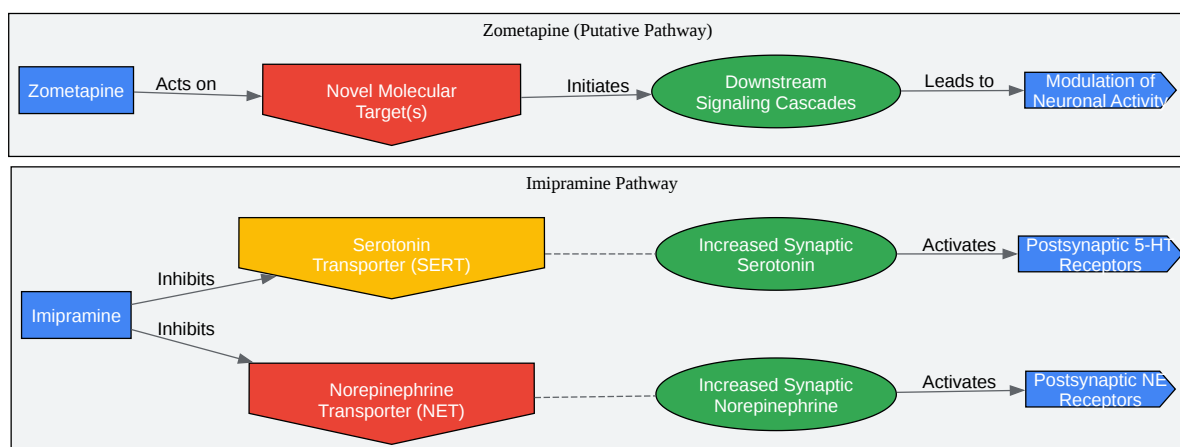 Zometapine (Putative Pathway)
Zometapine
Acts on
Novel Molecular
Target(s)
Initiates
Downstream
Signaling Cascades
Leads to
Modulation of
Neuronal Activity
Imipramine Pathway
Imipramine
Inhibits
Serotonin
Transporter (SERT)
Increased Synaptic
Serotonin
Activates
Postsynaptic 5-HT
Receptors
Inhibits
Norepinephrine
Transporter (NET)
Increased Synaptic
Norepinephrine
Activates
Postsynaptic NE
Receptors